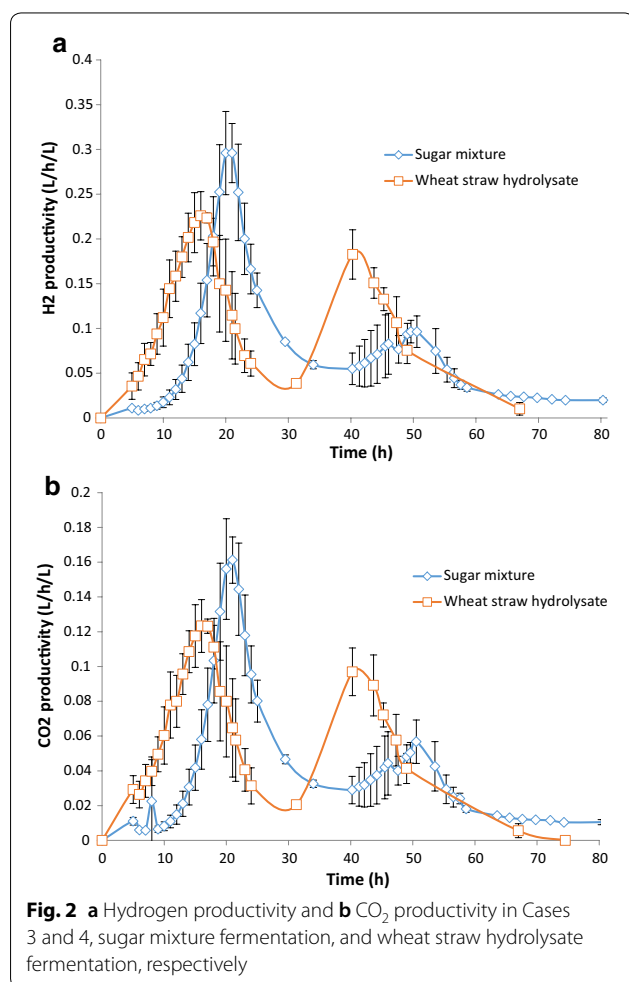 a
H2 productivity (L/h/L)
0.4
0.35
0.3
0.25
0.2
0.15
0.1
0.05
0
Sugar mixture
Wheat straw hydrolysate
0 10 20 30 40 50 60 70 80
Time (h)
b
CO2 productivity (L/h/L)
0.2
0.18
0.16
0.14
0.12
0.1
0.08
0.06
0.04
0.02
0
Sugar mixture
Wheat straw hydrolysate
0 10 20 30 40 50 60 70 80
Time (h)
Fig. 2 a Hydrogen productivity and b CO₂ productivity in Cases
3 and 4, sugar mixture fermentation, and wheat straw hydrolysate
fermentation, respectively